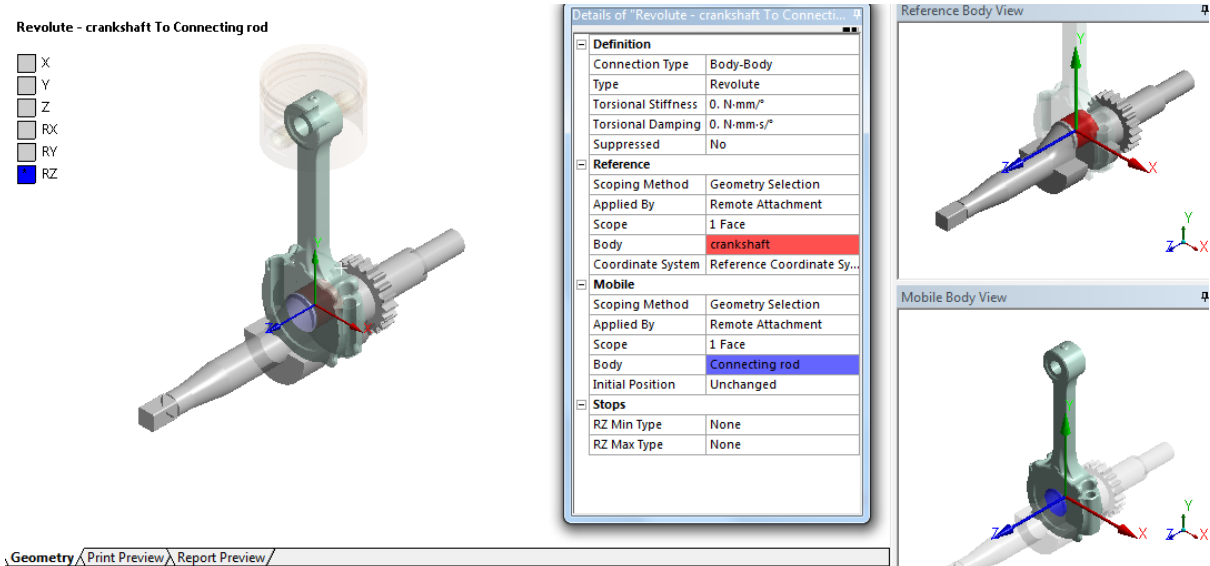 Revolute - crankshaft To Connecting rod
X
Y
Z
RX
RY
RZ
Y
Z
X
Geometry Print Preview Report Preview
Details of "Revolute - crankshaft To Connecti...
Definition
Connection Type Body-Body
Type Revolute
Torsional Stiffness 0. N·mm/°
Torsional Damping 0. N·mm·s/°
Suppressed No
Reference
Scoping Method Geometry Selection
Applied By Remote Attachment
Scope 1 Face
Body crankshaft
Coordinate System Reference Coordinate Sy...
Mobile
Scoping Method Geometry Selection
Applied By Remote Attachment
Scope 1 Face
Body Connecting rod
Initial Position Unchanged
Stops
RZ Min Type None
RZ Max Type None
Reference Body View
Y
Z
X
Y
Z
X
Mobile Body View
Y
Z
X
Y
Z
X